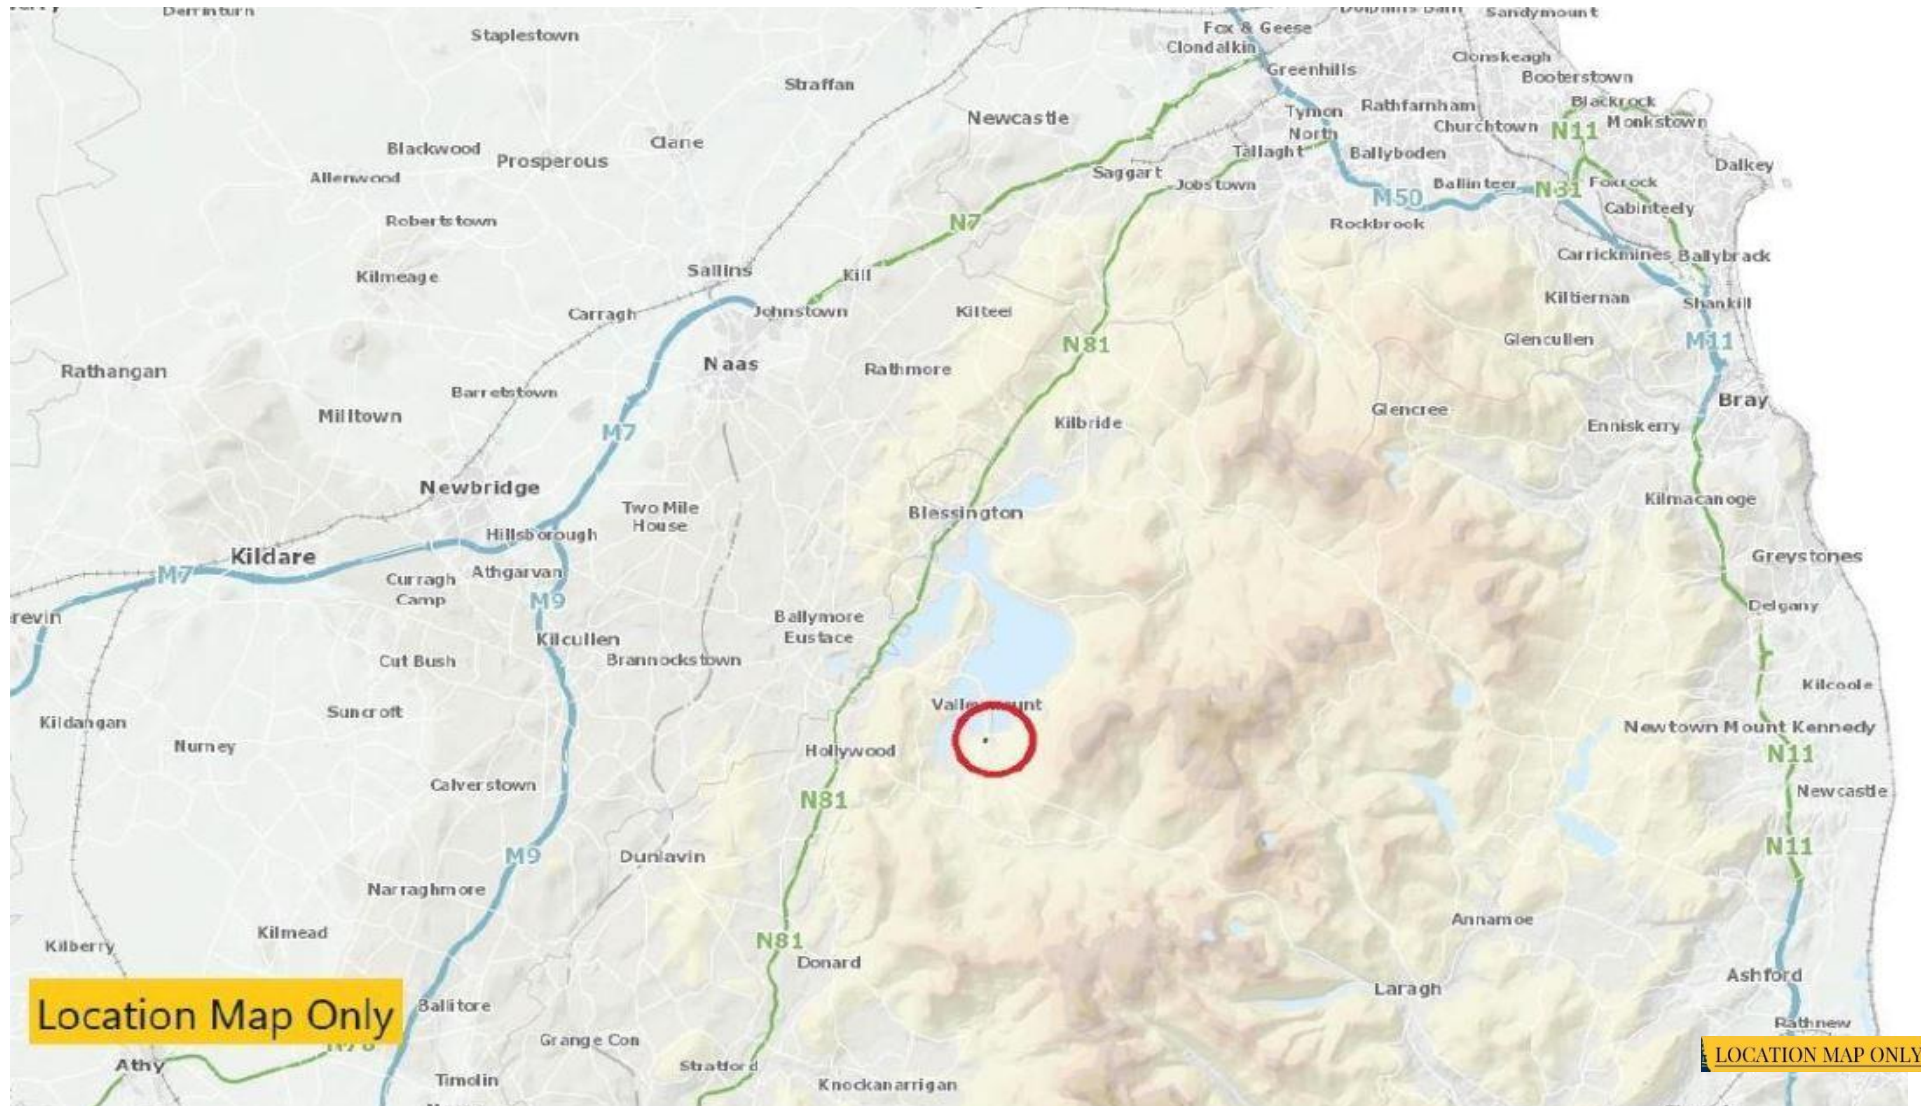 Derrinturn
Staplestown
Fox & Geese
Sandymount
Clondalkin
Clonskeagh
Greenhills
Booterstown
Straffan
Blackrock
Newcastle
Tymon
North
Rathfarnham
Churchtown
N11
Monkstown
Clane
Blackwood
Prosperous
Tallaght
Ballyboden
Dalkey
Allenwood
Saggart
Jobstown
M50
Ballinteer
N31
Foxrock
Cabinteely
Robertstown
N7
Rockbrook
Carrickmines
Ballybrack
Kilmeage
Sallins
Kill
Kiltiernan
Shankill
Carragh
Johnstown
Kilteel
Glencullen
M11
N81
Rathangan
Naas
Rathmore
Barretstown
Bray
Milltown
Kilbride
Glencree
Enniskerry
M7
Newbridge
Two Mile
House
Blessington
Kilmacanoge
Hillsborough
Kildare
Greystones
M7
Curragh
Camp
Athgarvan
M9
Delgany
revin
Ballymore
Eustace
Kilcullen
Cut Bush
Brannockstown
Kilcoole
Suncroft
Kildangan
Nurney
Hollywood
Newtown Mount Kennedy
N11
Calverstown
N81
Newcastle
M9
Dunlavin
N11
Narraghmore
Annamoe
Kilmead
Kilberry
N81
Donard
Laragh
Ashford
Location Map Only
Ballitore
Rathnew
Grange Con
LOCATION MAP ONLY
Athy
Stratford
Timolin
Knockanarrigan